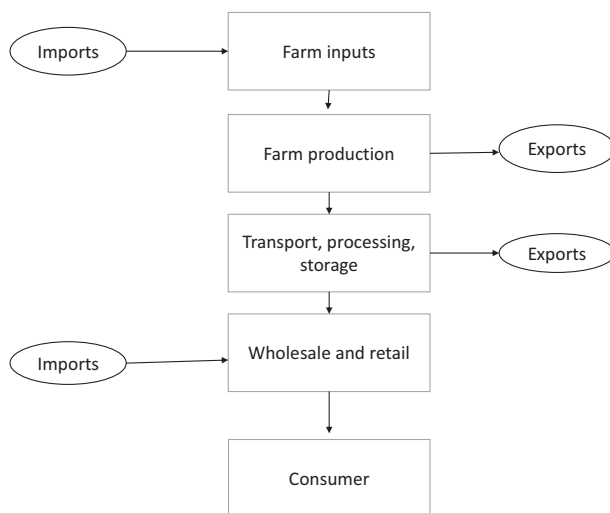 Imports
Farm inputs
Farm production
Exports
Transport, processing,
storage
Exports
Wholesale and retail
Imports
Consumer